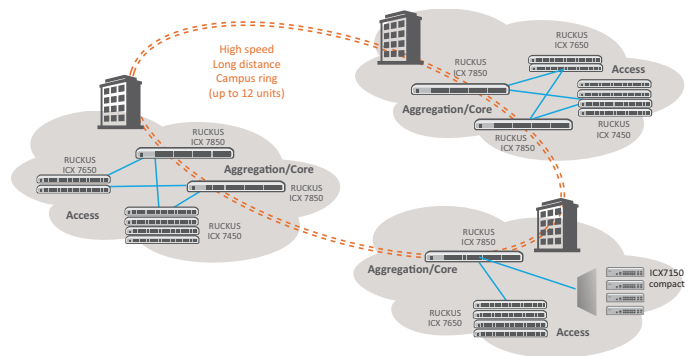 High speed
Long distance
Campus ring
(up to 12 units)
RUCKUS
ICX 7850
RUCKUS
ICX 7650
Aggregation/Core
RUCKUS
ICX 7850
Access
RUCKUS
ICX 7450
RUCKUS
ICX 7650
RUCKUS
ICX 7850
Access
Aggregation/Core
RUCKUS
ICX 7850
RUCKUS
ICX 7450
RUCKUS
ICX 7850
Aggregation/Core
ICX7150
compact
RUCKUS
ICX 7650
Access